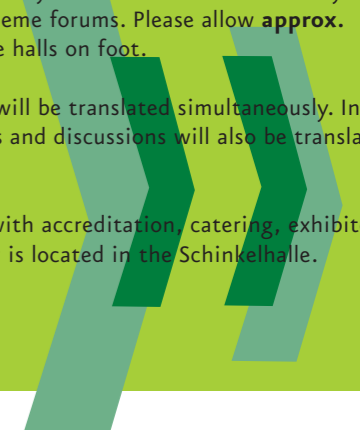 eme forums. Please allow approx.
e halls on foot.
will be translated simultaneously. In
s and discussions will also be transla
with accreditation, catering, exhibit
is located in the Schinkelhalle.